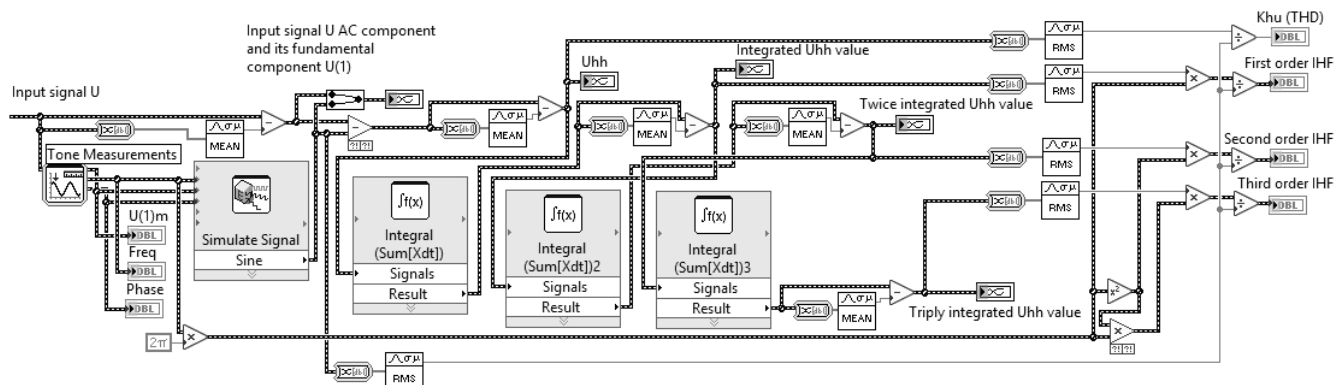 Input signal U AC component
and its fundamental
component U(1)
Input signal U
MEAN
Tone Measurements
U(1)m
DBL
Freq
DBL
Phase
DBL
2π
Simulate Signal
Sine
MEAN
Uhh
Integrated Uhh value
MEAN
Twice integrated Uhh value
MEAN
∫f(x)
Integral
(Sum[Xdt])
Signals
Result
∫f(x)
Integral
(Sum[Xdt])2
Signals
Result
∫f(x)
Integral
(Sum[Xdt])3
Signals
Result
MEAN
Triply integrated Uhh value
RMS
RMS
RMS
RMS
RMS
x²
Khu (THD)
DBL
First order IHF
DBL
Second order IHF
DBL
Third order IHF
DBL